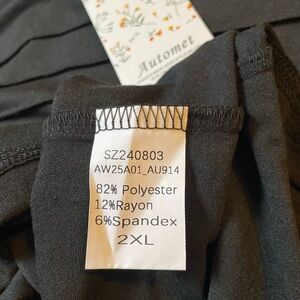 Automet
SZ240803
AW25A01_AU914
82% Polyester
12%Rayon
6%Spandex
2XL